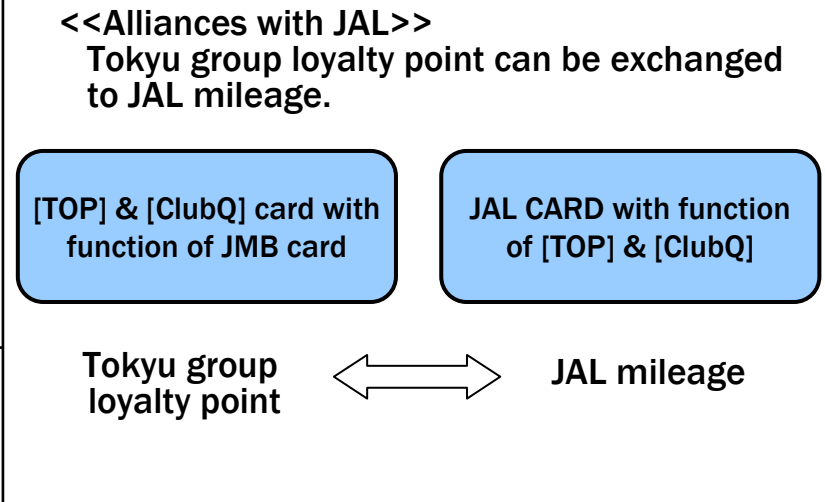 <<Alliances with JAL>>
Tokyu group loyalty point can be exchanged
to JAL mileage.
[TOP] & [ClubQ] card with
function of JMB card
JAL CARD with function
of [TOP] & [ClubQ]
Tokyu group
loyalty point
JAL mileage